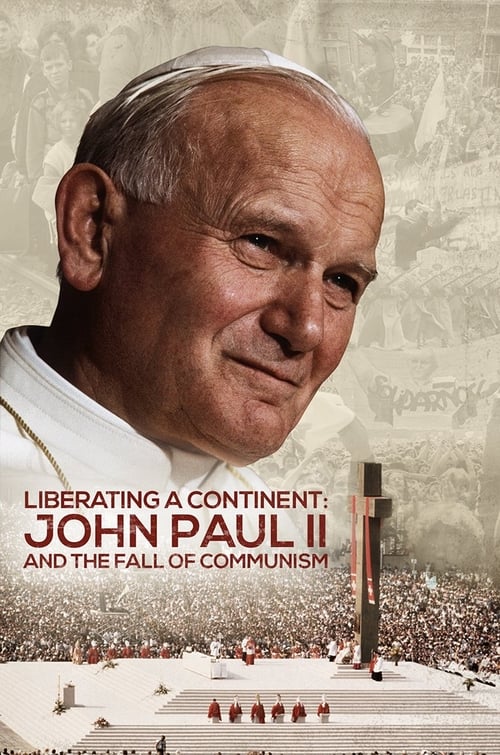 LIBERATING A CONTINENT:
JOHN PAUL II
AND THE FALL OF COMMUNISM